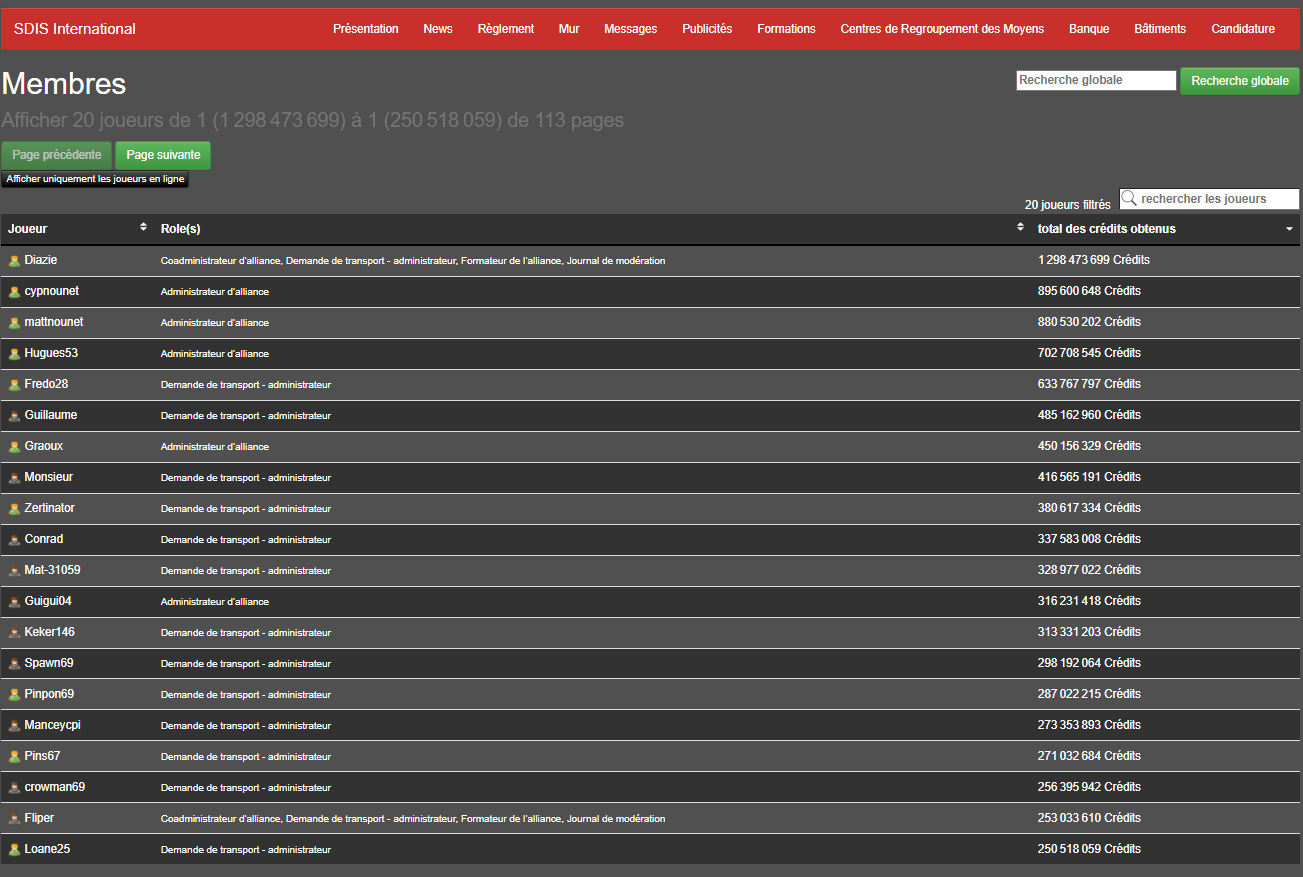 SDIS International Présentation News Règlement Mur Messages Publicités Formations Centres de Regroupement des Moyens Banque Bâtiments Candidature
Membres
Recherche globale Recherche globale
Afficher 20 joueurs de 1 (1 298 473 699) à 1 (250 518 059) de 113 pages
Page précédente Page suivante
Afficher uniquement les joueurs en ligne
20 joueurs filtrés rechercher les joueurs
Joueur Role(s) total des crédits obtenus
Diazie Coadministrateur d'alliance, Demande de transport - administrateur, Formateur de l'alliance, Journal de modération 1 298 473 699 Crédits
cypnounet Administrateur d'alliance 895 600 648 Crédits
mattnounet Administrateur d'alliance 880 530 202 Crédits
Hugues53 Administrateur d'alliance 702 708 545 Crédits
Fredo28 Demande de transport - administrateur 633 767 797 Crédits
Guillaume Demande de transport - administrateur 485 162 960 Crédits
Graoux Administrateur d'alliance 450 156 329 Crédits
Monsieur Demande de transport - administrateur 416 565 191 Crédits
Zertinator Demande de transport - administrateur 380 617 334 Crédits
Conrad Demande de transport - administrateur 337 583 008 Crédits
Mat-31059 Demande de transport - administrateur 328 977 022 Crédits
Guigui04 Administrateur d'alliance 316 231 418 Crédits
Keker146 Demande de transport - administrateur 313 331 203 Crédits
Spawn69 Demande de transport - administrateur 298 192 064 Crédits
Pinpon69 Demande de transport - administrateur 287 022 215 Crédits
Manceycpi Demande de transport - administrateur 273 353 893 Crédits
Pins67 Demande de transport - administrateur 271 032 684 Crédits
crowman69 Demande de transport - administrateur 256 395 942 Crédits
Fliper Coadministrateur d'alliance, Demande de transport - administrateur, Formateur de l'alliance, Journal de modération 253 033 610 Crédits
Loane25 Demande de transport - administrateur 250 518 059 Crédits